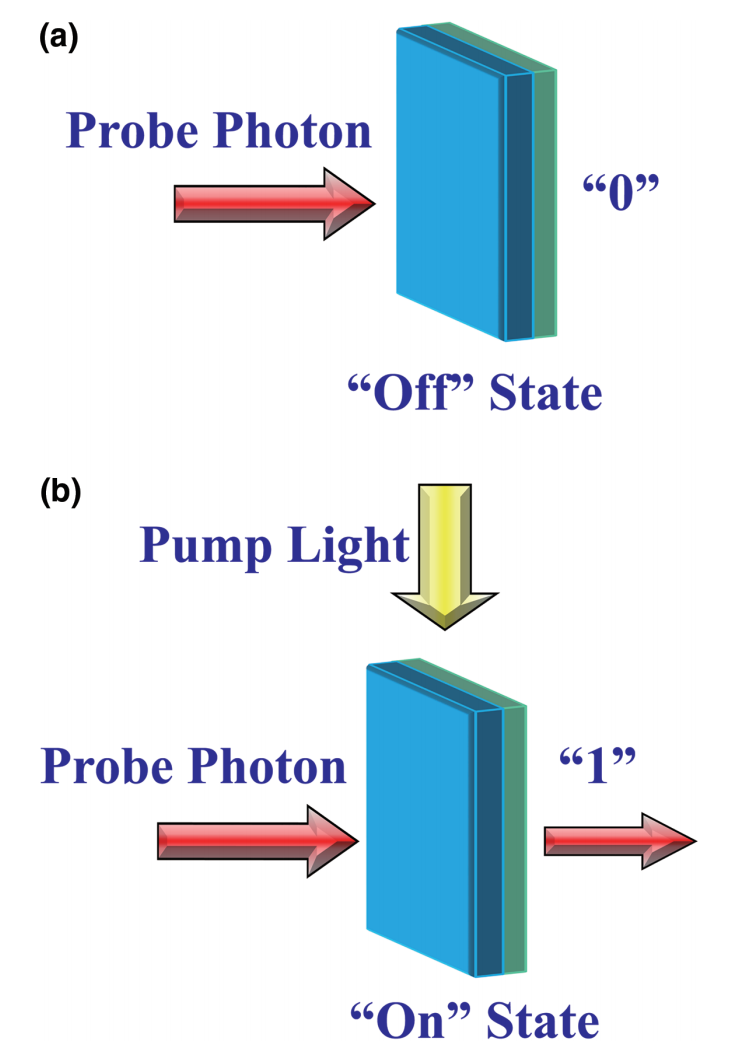 (a)
Probe Photon
“0”
“Off” State
(b)
Pump Light
Probe Photon
“1”
“On” State